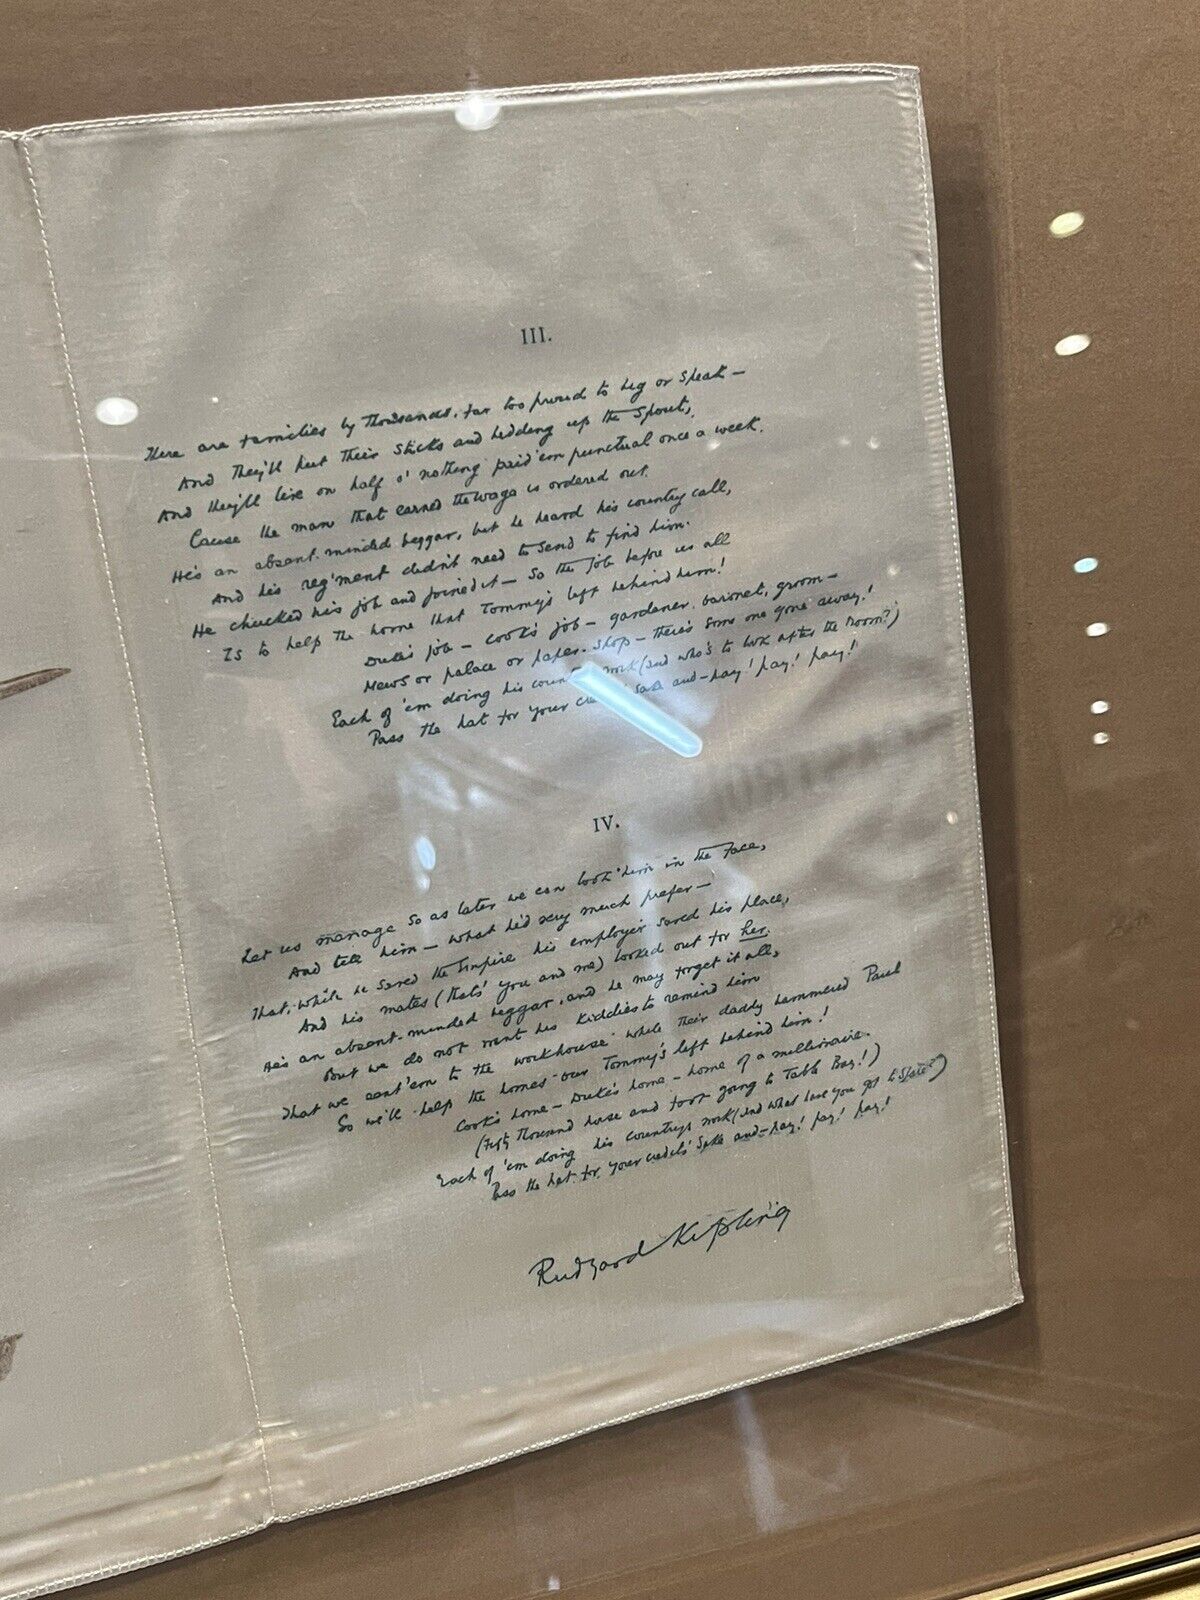 III.
There are families by thousands, far too proud to beg or speak—
And they'll put their sticks and bedding up the spout,
And they'll live on half o' nothing paid 'em punctual once a week,
Cause the man that earned the wage is ordered out.
He's an absent-minded beggar, but he heard his country call,
And his reg'ment didn't need to send to find him.
He chucked his job and joined it— So the job before us all
Is to help the home that Tommy's left behind him!
Duke's job— cook's job— gardener, baronet, groom—
Mews or palace or paper-shop— there's some one gone away!
Each of 'em doing his country's work (and who's to look after the room?)
Pass the hat for your credit's sake and— pay! pay! pay!
IV.
Let us manage so as later we can look him in the face,
And tell him— what he'd very much prefer—
That, while he saved the Empire his employer saved his place,
And his mates (that's you and me) looked out for her.
He's an absent-minded beggar, and he may forget it all,
But we do not want his kiddies to remind him
That we sent 'em to the workhouse while their daddy hammered Paul
So we'll help the homes our Tommy's left behind him!
Cook's home— Duke's home— home of a millionaire.
(Fifty thousand horse and foot going to Table Bay!)
Each of 'em doing his country's work (and what have you got to spare?)
Pass the hat for your credit's sake and— pay! pay! pay!
Rudyard Kipling